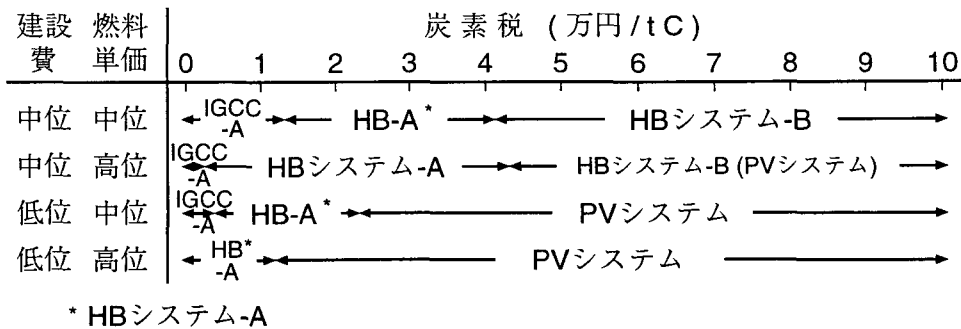 建設 燃料 炭素税 (万円/tC)
費 単価 0 1 2 3 4 5 6 7 8 9 10
中位 中位 IGCC-A HB-A* HBシステム-B
中位 高位 IGCC-A HBシステム-A HBシステム-B (PVシステム)
低位 中位 IGCC-A HB-A* PVシステム
低位 高位 HB*-A PVシステム
* HBシステム-A